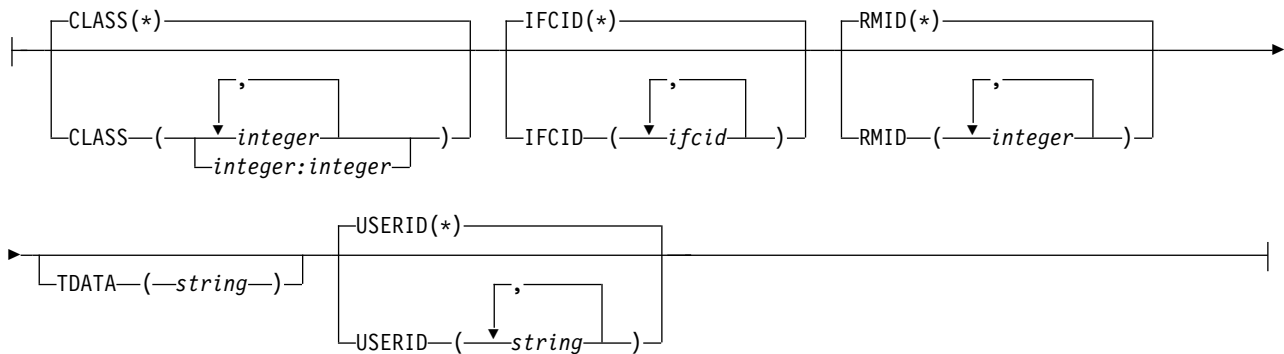 CLASS(*) IFCID(*) RMID(*)
, , ,
CLASS ( integer ) IFCID ( ifcid ) RMID ( integer )
integer:integer
USERID(*)
TDATA ( string )
,
USERID ( string )